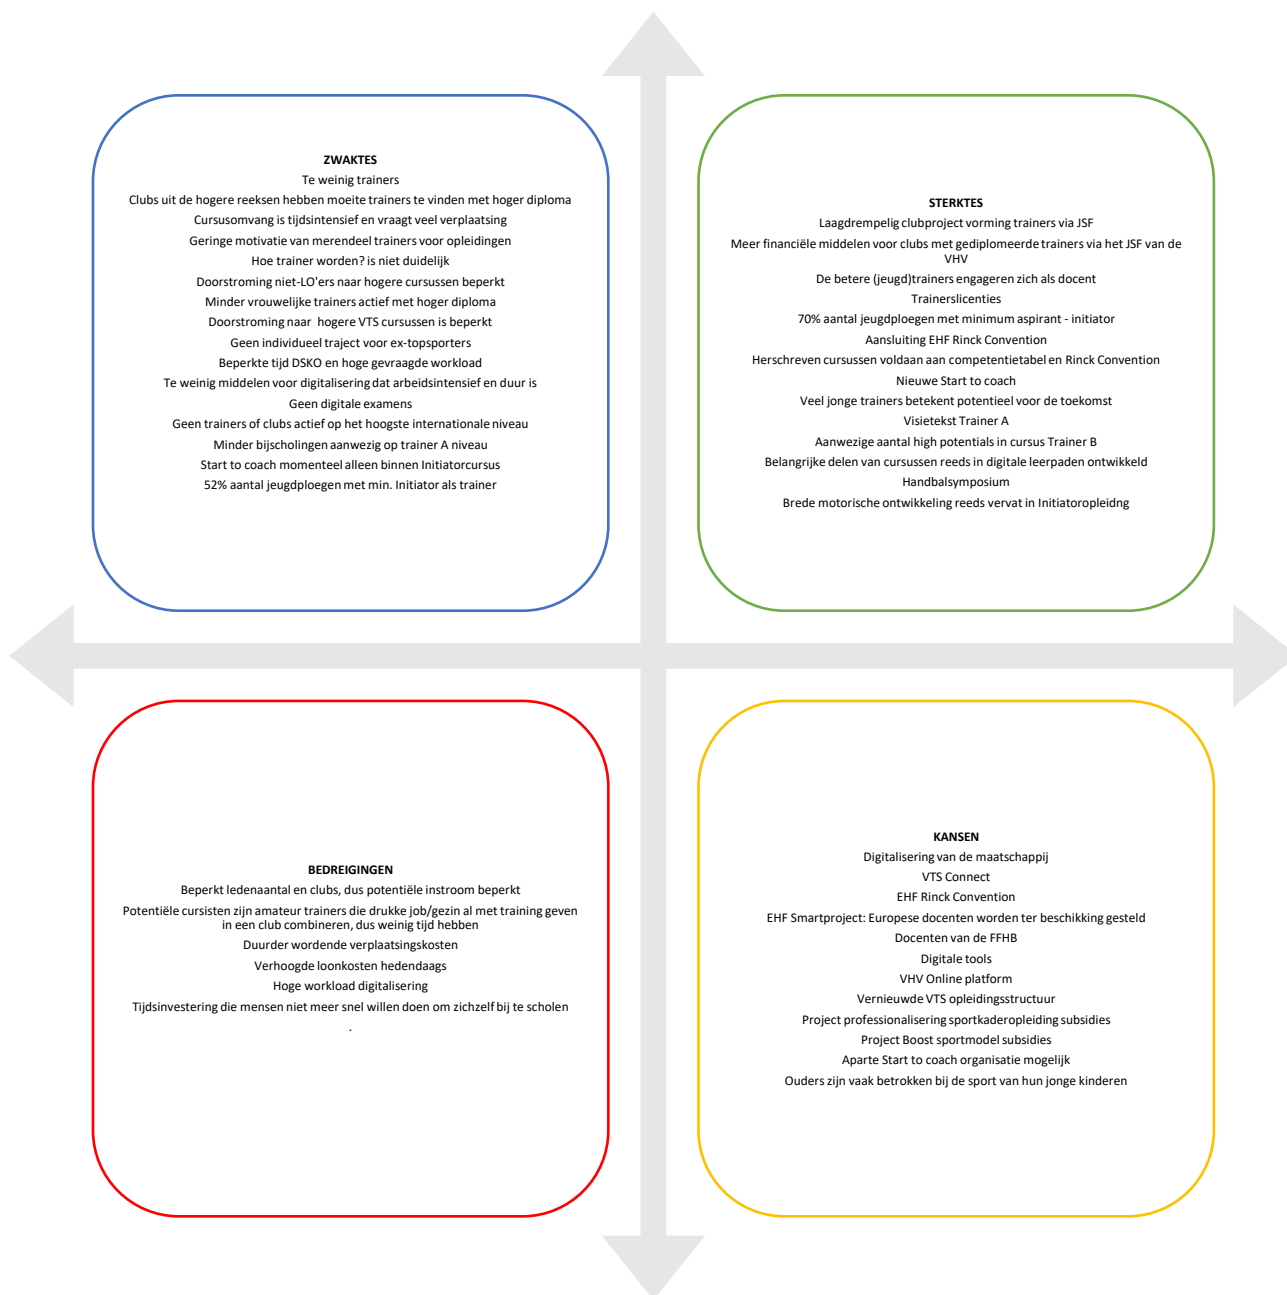 ZWAKTES
Te weinig trainers
Clubs uit de hogere reeksen hebben moeite trainers te vinden met hoger diploma
Cursusomvang is tijdsintensief en vraagt veel verplaatsing
Geringe motivatie van merendeel trainers voor opleidingen
Hoe trainer worden? is niet duidelijk
Doorstroming niet-LO'ers naar hogere cursussen beperkt
Minder vrouwelijke trainers actief met hoger diploma
Doorstroming naar hogere VTS cursussen is beperkt
Geen individueel traject voor ex-topsporters
Beperkte tijd DSKO en hoge gevraagde workload
Te weinig middelen voor digitalisering dat arbeidsintensief en duur is
Geen digitale examens
Geen trainers of clubs actief op het hoogste internationale niveau
Minder bijscholingen aanwezig op trainer A niveau
Start to coach momenteel alleen binnen Initiatorcursus
52% aantal jeugdploegen met min. Initiator als trainer
STERKTES
Laagdrempelig clubproject vorming trainers via JSF
Meer financiële middelen voor clubs met gediplomeerde trainers via het JSF van de
VHV
De betere (jeugd)trainers engageren zich als docent
Trainerslicenties
70% aantal jeugdploegen met minimum aspirant - initiator
Aansluiting EHF Rinck Convention
Herschreven cursussen voldaan aan competentietabel en Rinck Convention
Nieuwe Start to coach
Veel jonge trainers betekent potentieel voor de toekomst
Visietekst Trainer A
Aanwezige aantal high potentials in cursus Trainer B
Belangrijke delen van cursussen reeds in digitale leerpaden ontwikkeld
Handbalsymposium
Brede motorische ontwikkeling reeds vervat in Initiatoropleidng
BEDREIGINGEN
Beperkt ledenaantal en clubs, dus potentiële instroom beperkt
Potentiële cursisten zijn amateur trainers die drukke job/gezin al met training geven
in een club combineren, dus weinig tijd hebben
Duurder wordende verplaatsingskosten
Verhoogde loonkosten hedendaags
Hoge workload digitalisering
Tijdsinvestering die mensen niet meer snel willen doen om zichzelf bij te scholen
.
KANSEN
Digitalisering van de maatschappij
VTS Connect
EHF Rinck Convention
EHF Smartproject: Europese docenten worden ter beschikking gesteld
Docenten van de FFHB
Digitale tools
VHV Online platform
Vernieuwde VTS opleidingsstructuur
Project professionalisering sportkaderopleiding subsidies
Project Boost sportmodel subsidies
Aparte Start to coach organisatie mogelijk
Ouders zijn vaak betrokken bij de sport van hun jonge kinderen